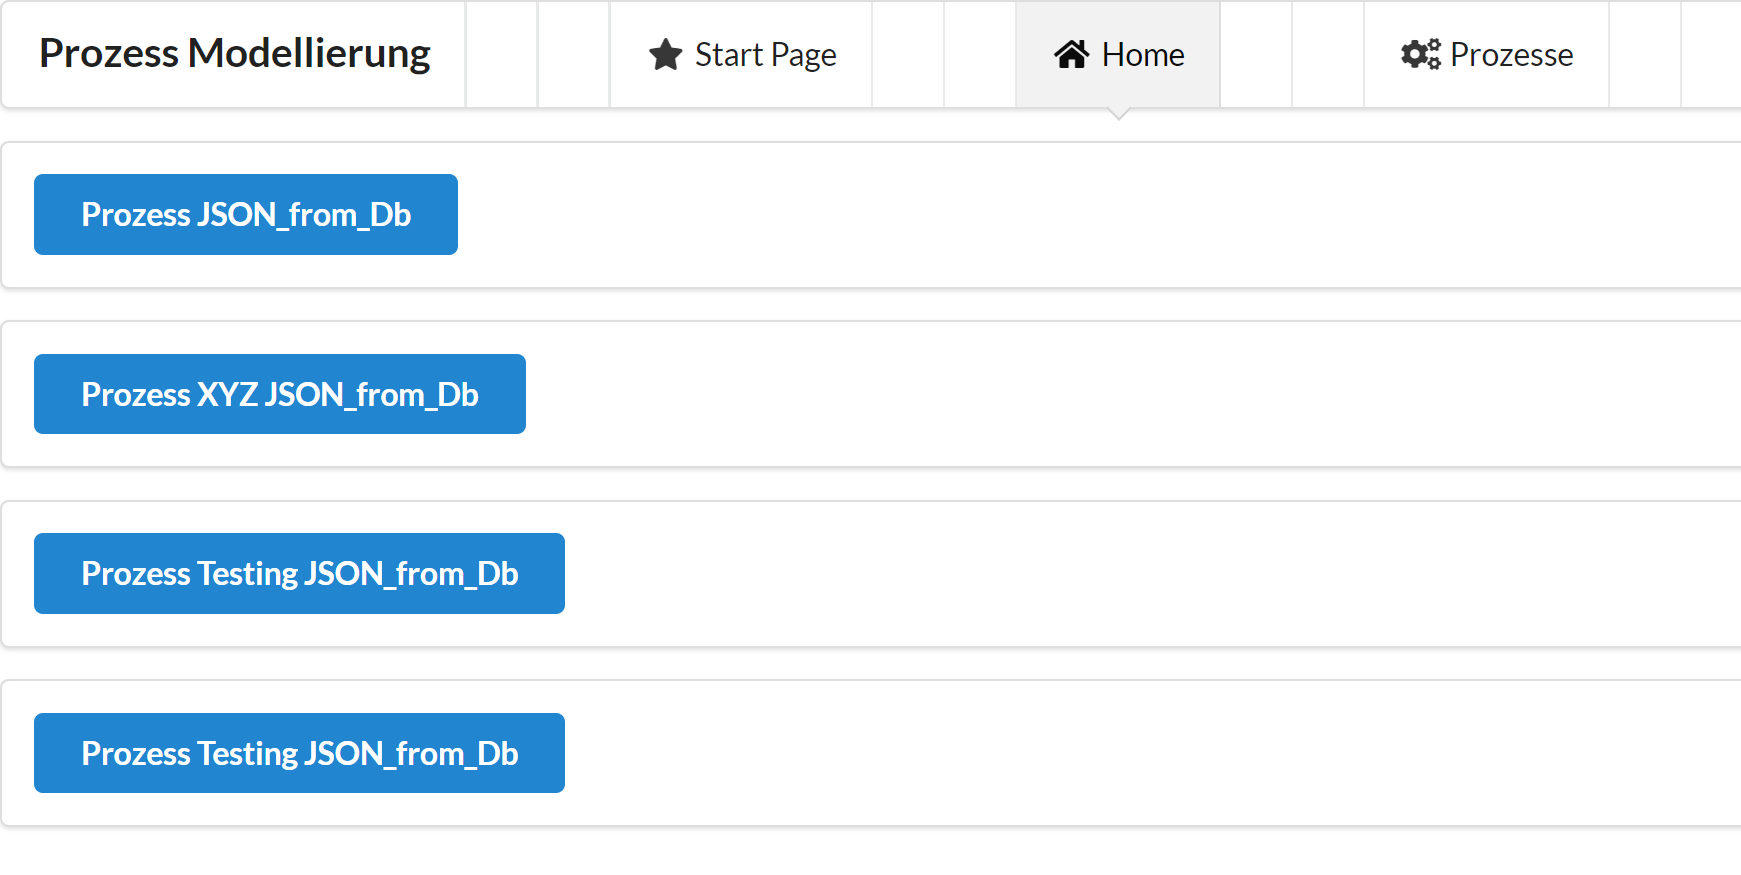 Prozess Modellierung Start Page Home Prozesse
Prozess JSON_from_Db
Prozess XYZ JSON_from_Db
Prozess Testing JSON_from_Db
Prozess Testing JSON_from_Db